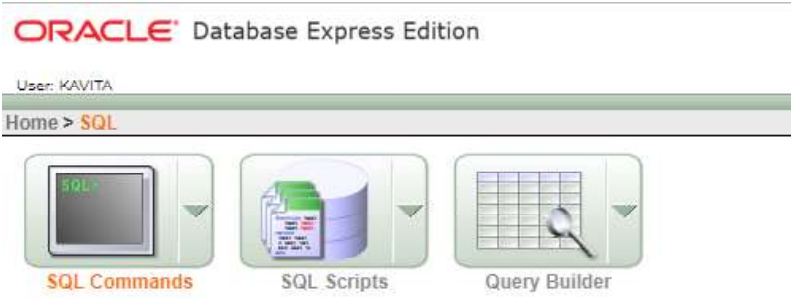 ORACLE® Database Express Edition
User: KAVITA
Home > SQL
SQL>
SQL Commands
SQL Scripts
Query Builder